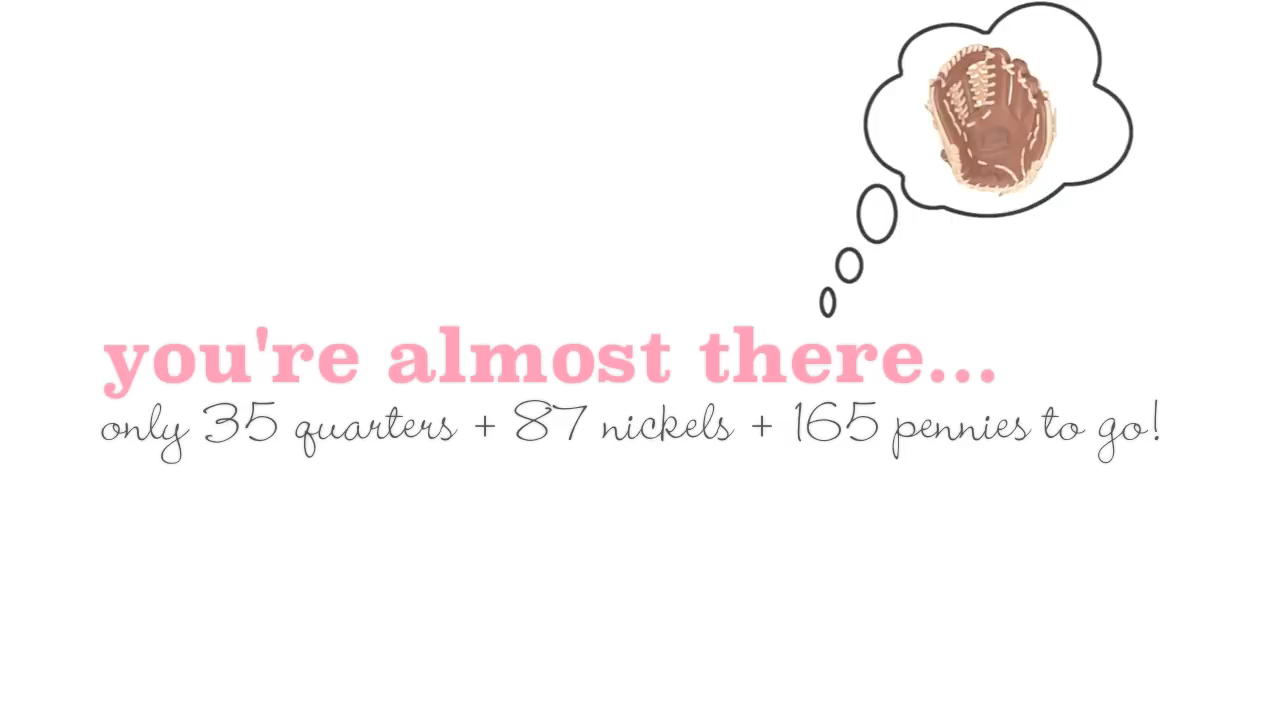 you're almost there...
only 35 quarters + 87 nickels + 165 pennies to go!